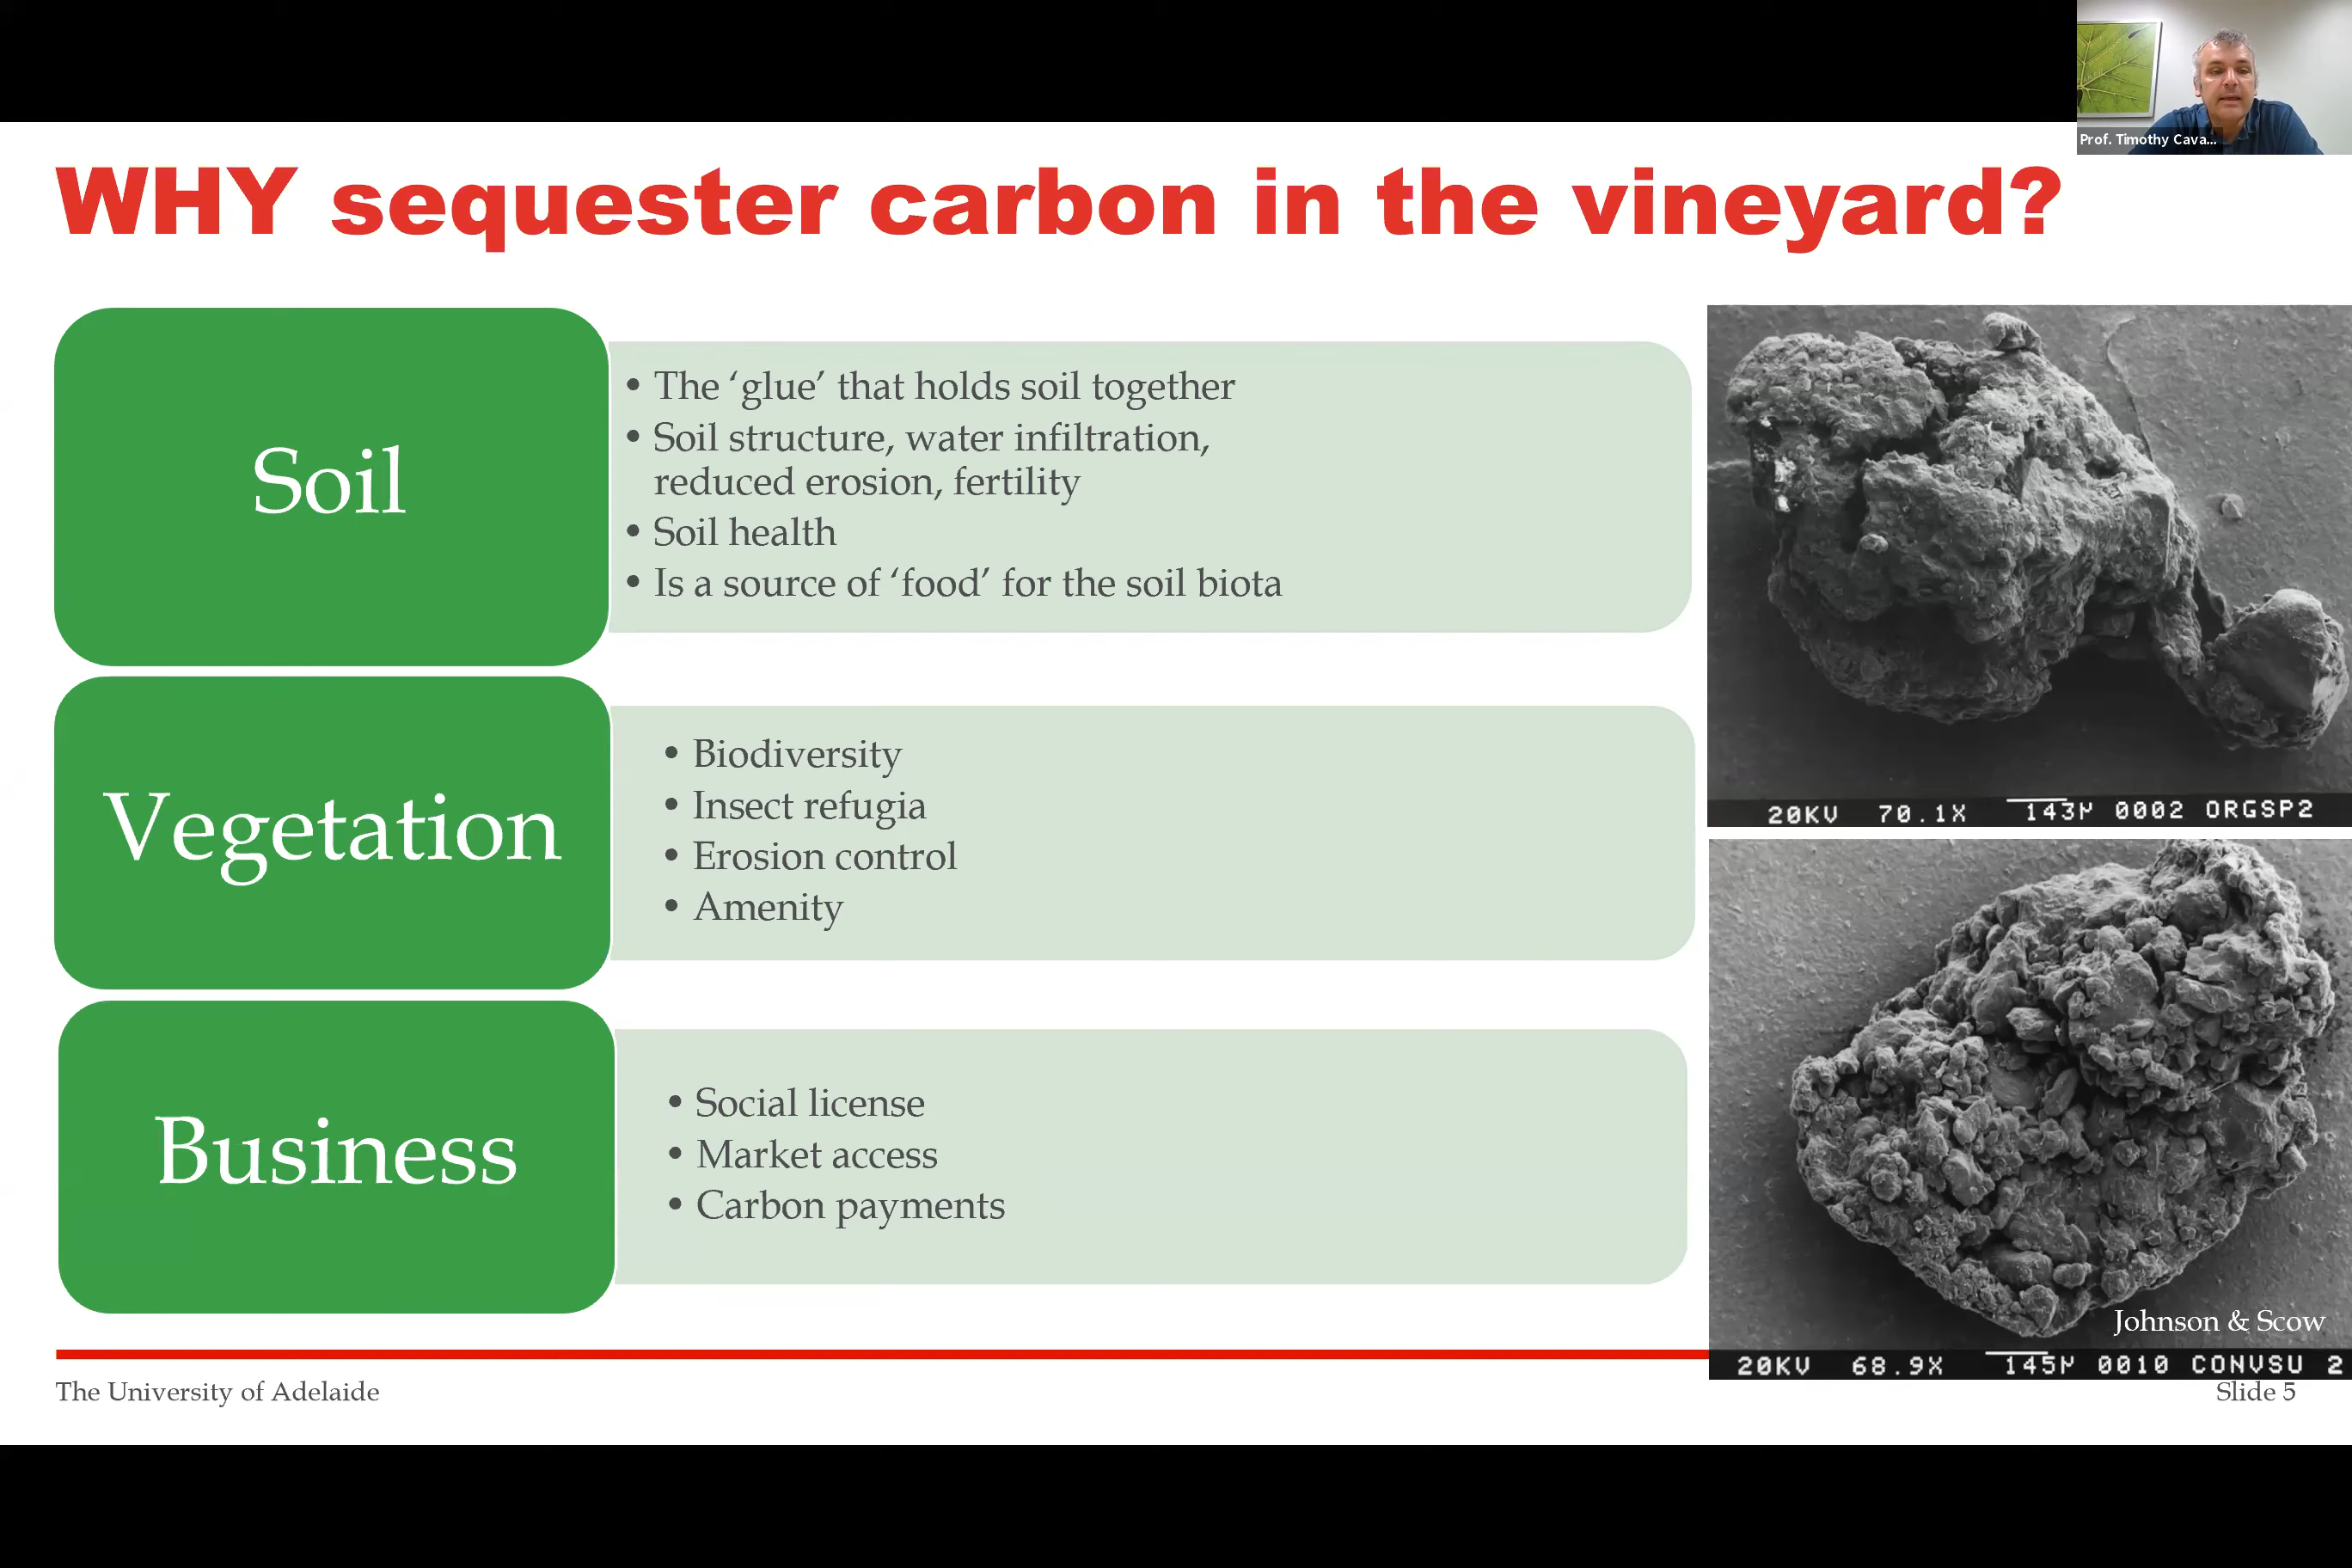 Prof. Timothy Cava...
WHY sequester carbon in the vineyard?
Soil
• The ‘glue’ that holds soil together
• Soil structure, water infiltration,
reduced erosion, fertility
• Soil health
• Is a source of ‘food’ for the soil biota
Vegetation
• Biodiversity
• Insect refugia
• Erosion control
• Amenity
Business
• Social license
• Market access
• Carbon payments
20KV 70.1X 143µ 0002 ORGSP2
Johnson & Scow
20KV 68.9X 145µ 0010 CONVSU 2
The University of Adelaide
Slide 5